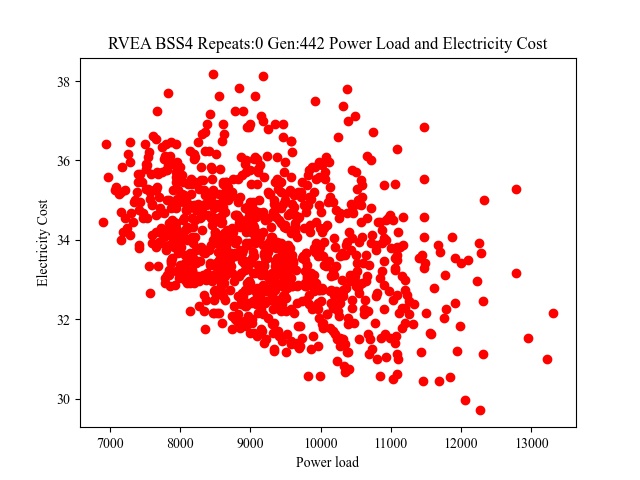 RVEA BSS4 Repeats:0 Gen:442 Power Load and Electricity Cost
38
36
34
32
30
Electricity Cost
7000 8000 9000 10000 11000 12000 13000
Power load